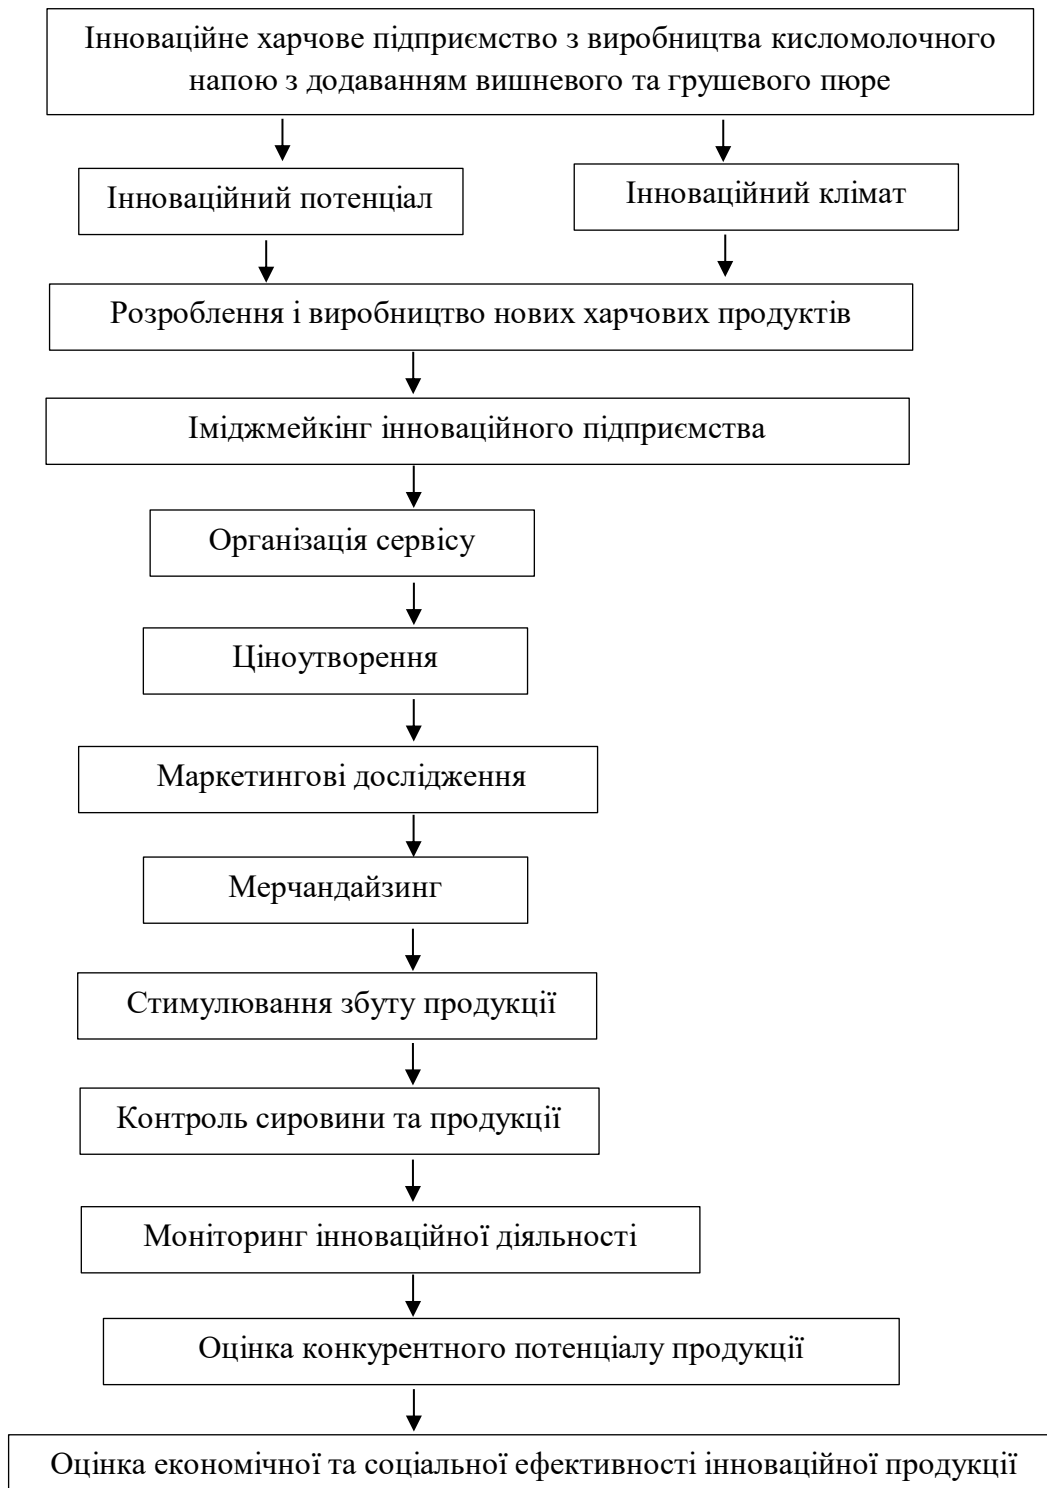 Інноваційне харчове підприємство з виробництва кисломолочного
напою з додаванням вишневого та грушевого пюре
Інноваційний потенціал
Інноваційний клімат
Розроблення і виробництво нових харчових продуктів
Іміджмейкінг інноваційного підприємства
Організація сервісу
Ціноутворення
Маркетингові дослідження
Мерчандайзинг
Стимулювання збуту продукції
Контроль сировини та продукції
Моніторинг інноваційної діяльності
Оцінка конкурентного потенціалу продукції
Оцінка економічної та соціальної ефективності інноваційної продукції